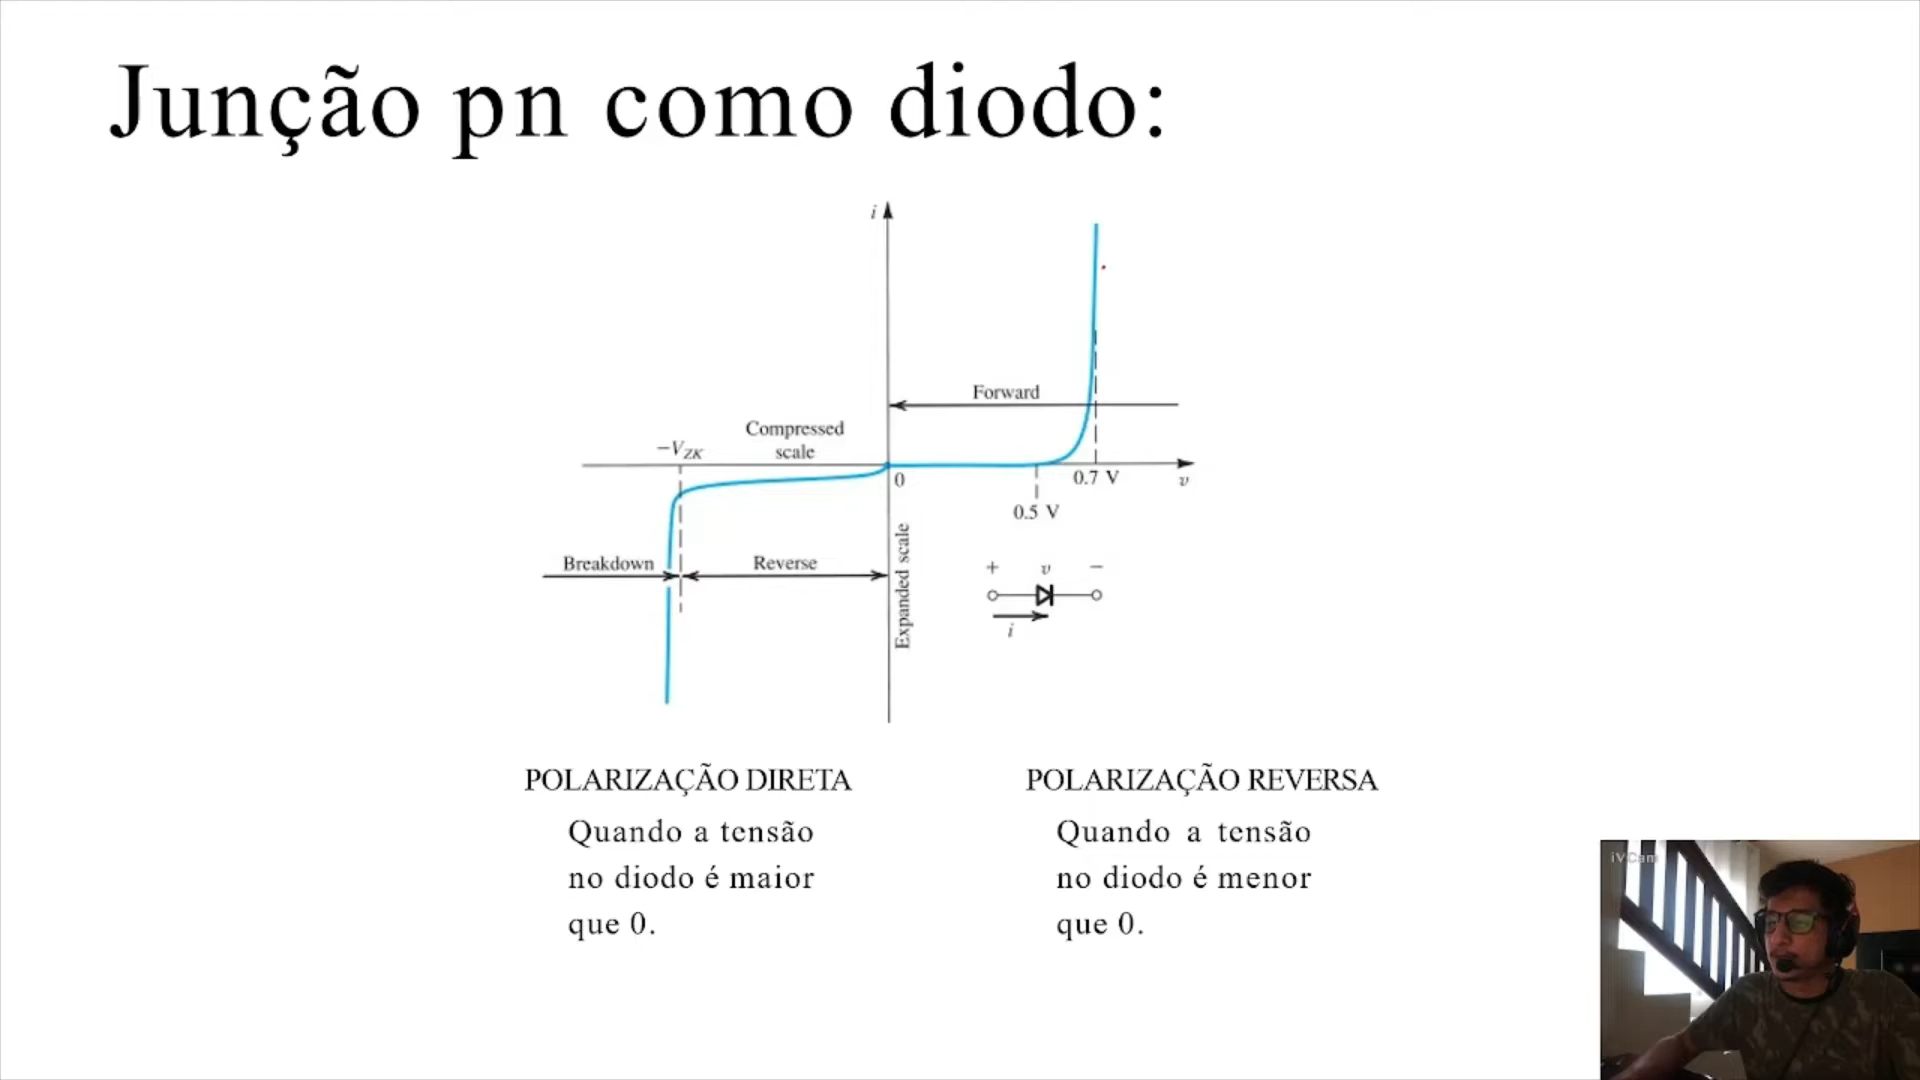 Junção pn como diodo:
i
Forward
Compressed
scale
−V_ZK
0
0.7 V
v
0.5 V
Expanded scale
Breakdown
Reverse
+ v −
i
POLARIZAÇÃO DIRETA
Quando a tensão
no diodo é maior
que 0.
POLARIZAÇÃO REVERSA
Quando a tensão
no diodo é menor
que 0.
iVCam